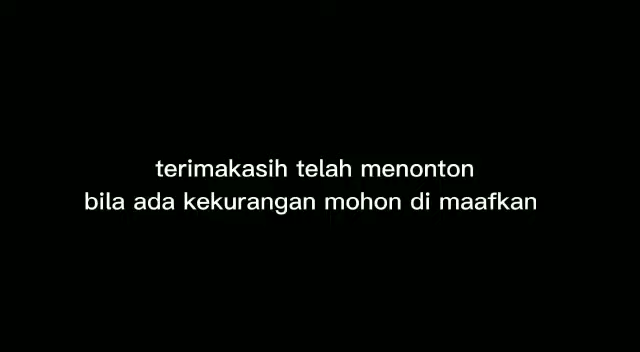 terimakasih telah menonton
bila ada kekurangan mohon di maafkan